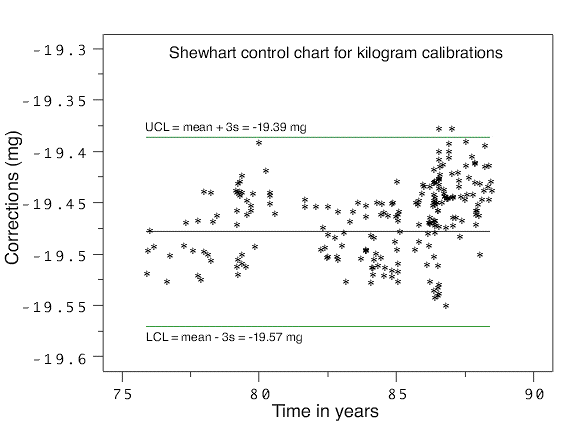 Shewhart control chart for kilogram calibrations
-19.3
-19.35
UCL = mean + 3s = -19.39 mg
-19.4
-19.45
-19.5
-19.55
LCL = mean - 3s = -19.57 mg
-19.6
Corrections (mg)
75 80 85 90
Time in years